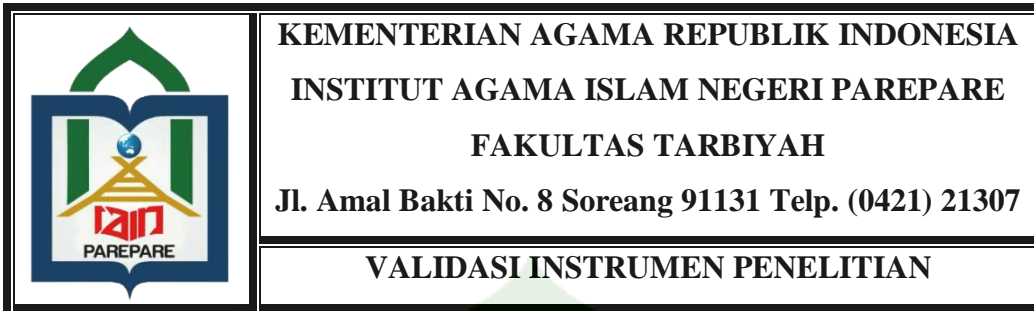 KEMENTERIAN AGAMA REPUBLIK INDONESIA
INSTITUT AGAMA ISLAM NEGERI PAREPARE
FAKULTAS TARBIYAH
Jl. Amal Bakti No. 8 Soreang 91131 Telp. (0421) 21307
VALIDASI INSTRUMEN PENELITIAN
iain
PAREPARE